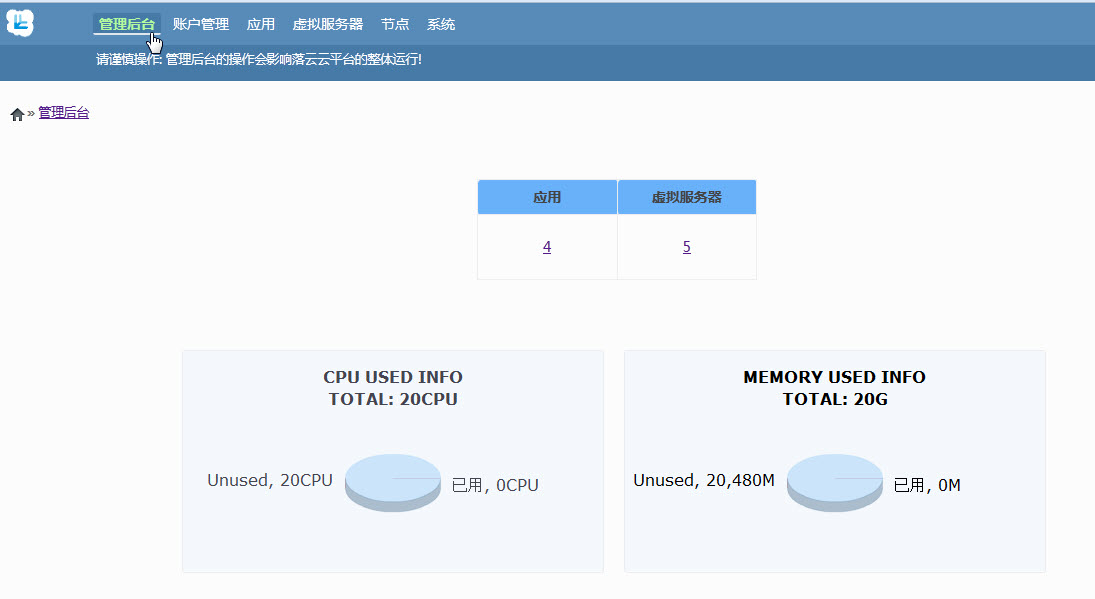 管理后台 账户管理 应用 虚拟服务器 节点 系统
请谨慎操作: 管理后台的操作会影响落云云平台的整体运行!
» 管理后台
应用 虚拟服务器
4 5
CPU USED INFO
TOTAL: 20CPU
Unused, 20CPU
已用, 0CPU
MEMORY USED INFO
TOTAL: 20G
Unused, 20,480M
已用, 0M